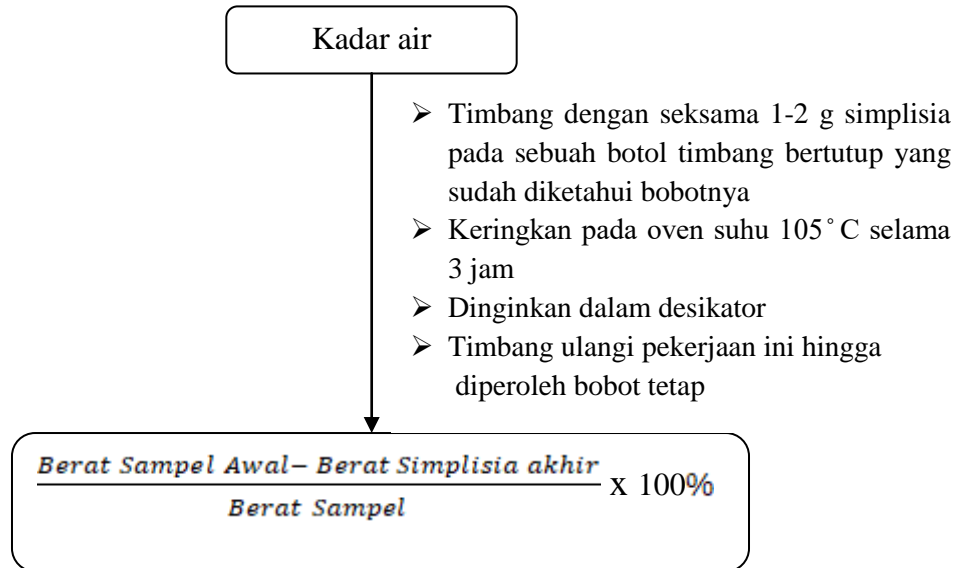 Kadar air
➢ Timbang dengan seksama 1-2 g simplisia
pada sebuah botol timbang bertutup yang
sudah diketahui bobotnya
➢ Keringkan pada oven suhu 105˚C selama
3 jam
➢ Dinginkan dalam desikator
➢ Timbang ulangi pekerjaan ini hingga
diperoleh bobot tetap
Berat Sampel Awal– Berat Simplisia akhir
x 100%
Berat Sampel